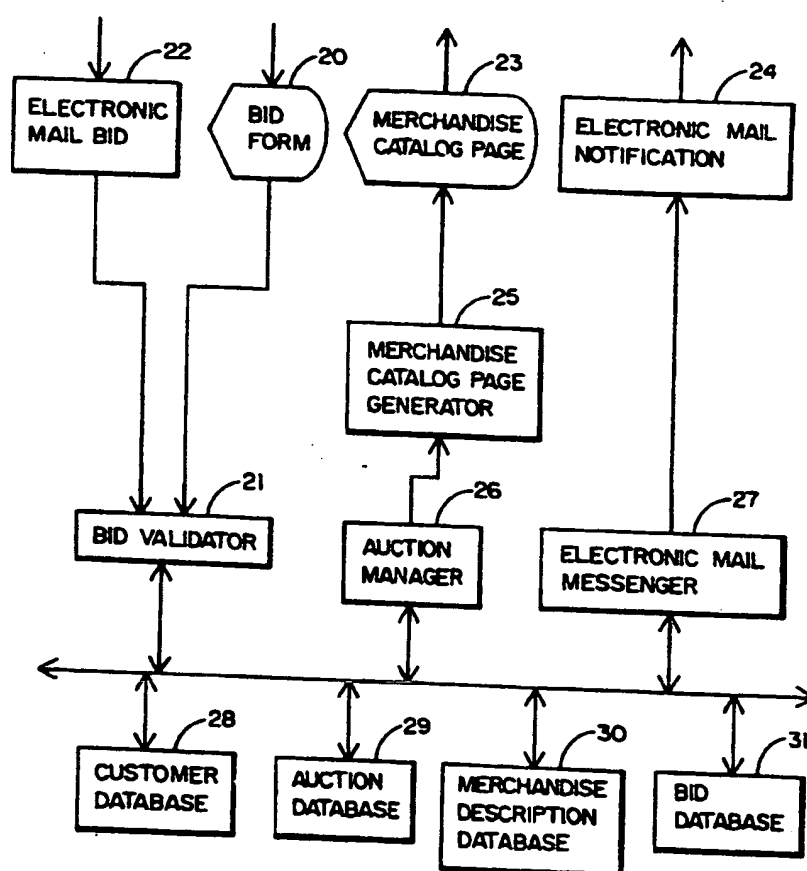 22
20
23
24
ELECTRONIC
MAIL BID
BID
FORM
MERCHANDISE
CATALOG PAGE
ELECTRONIC MAIL
NOTIFICATION
25
MERCHANDISE
CATALOG PAGE
GENERATOR
21
26
27
BID VALIDATOR
AUCTION
MANAGER
ELECTRONIC MAIL
MESSENGER
28
29
30
31
CUSTOMER
DATABASE
AUCTION
DATABASE
MERCHANDISE
DESCRIPTION
DATABASE
BID
DATABASE